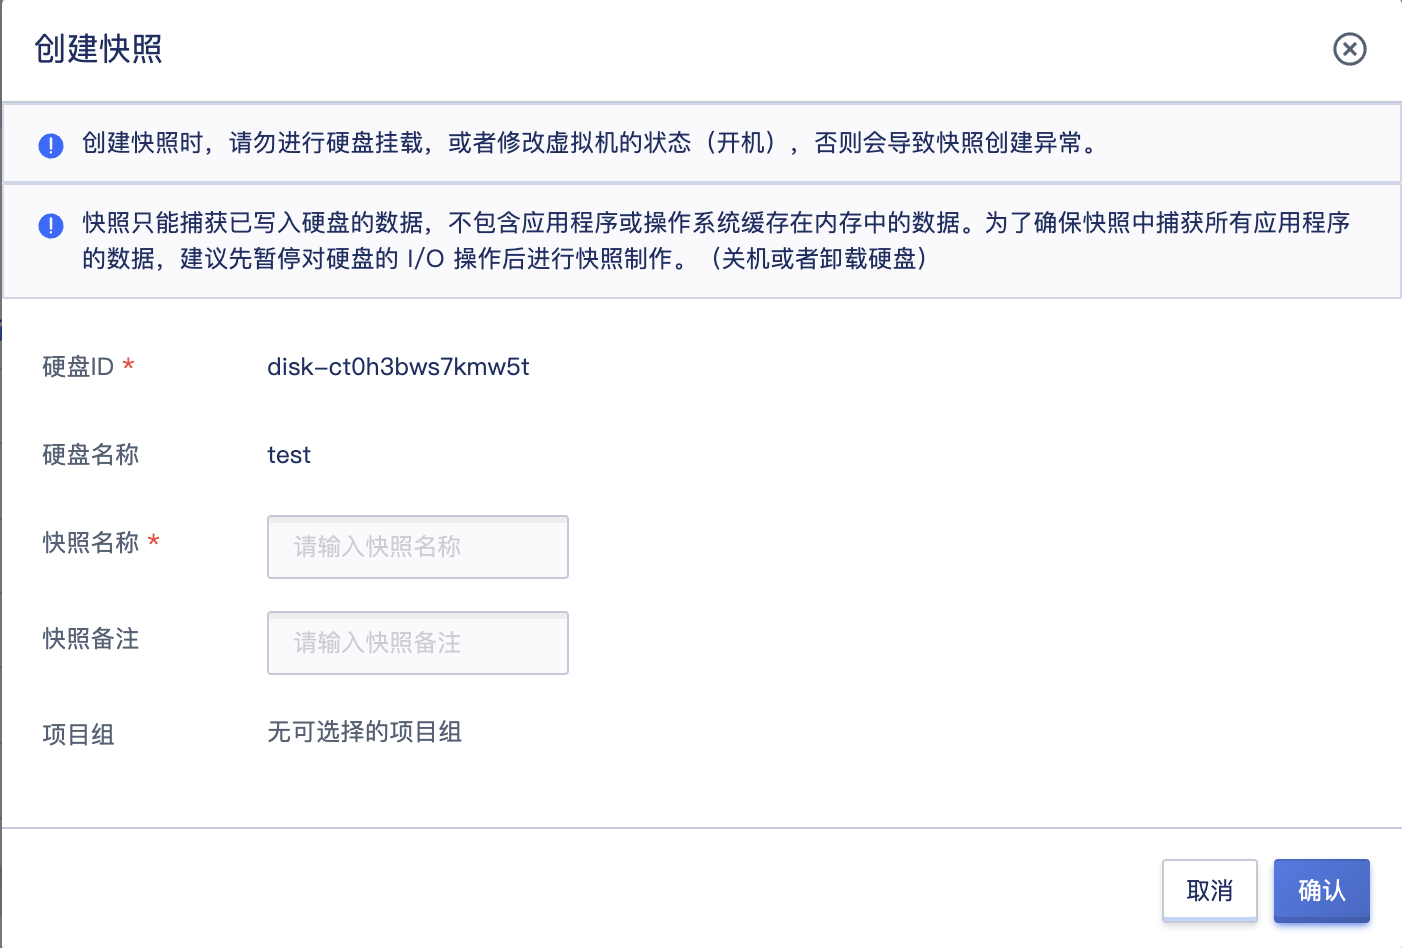 创建快照
创建快照时，请勿进行硬盘挂载，或者修改虚拟机的状态（开机），否则会导致快照创建异常。
快照只能捕获已写入硬盘的数据，不包含应用程序或操作系统缓存在内存中的数据。为了确保快照中捕获所有应用程序
的数据，建议先暂停对硬盘的 I/O 操作后进行快照制作。（关机或者卸载硬盘）
硬盘ID * disk-ct0h3bws7kmw5t
硬盘名称 test
快照名称 * 请输入快照名称
快照备注 请输入快照备注
项目组 无可选择的项目组
取消 确认